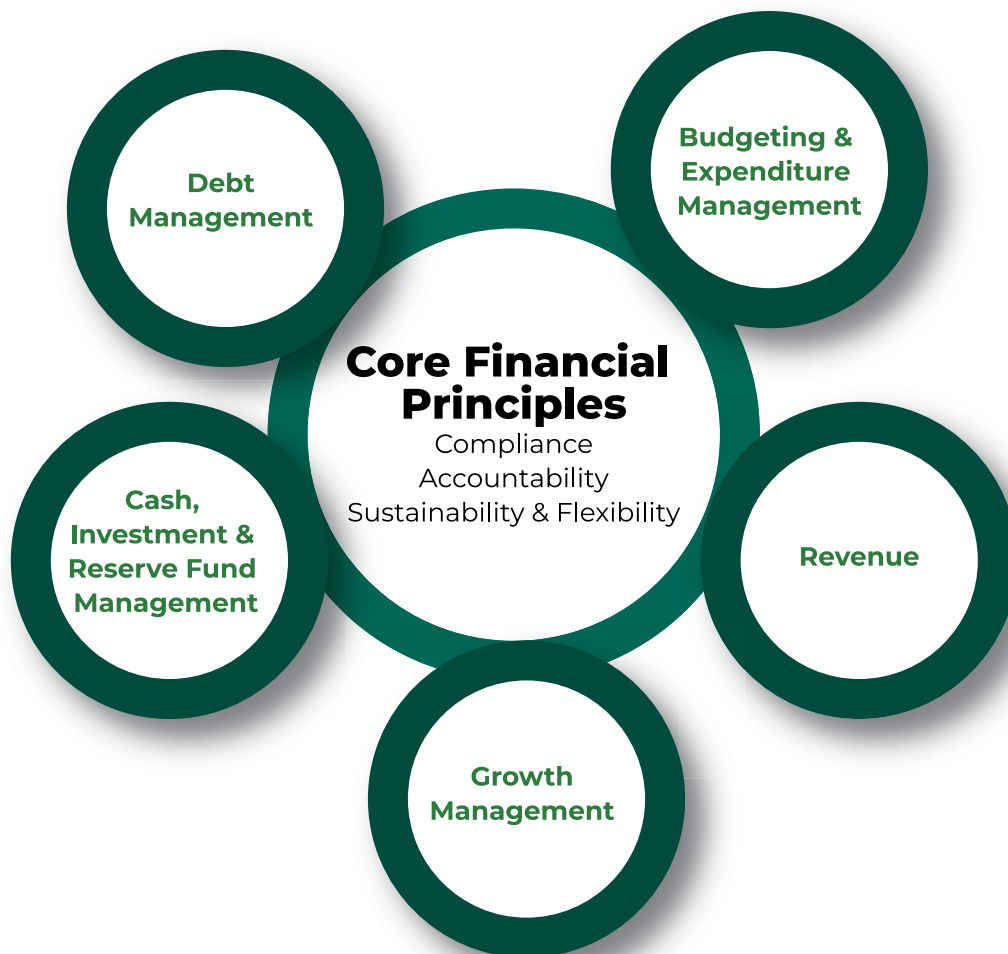 Debt
Management
Budgeting &
Expenditure
Management
Core Financial
Principles
Compliance
Accountability
Sustainability & Flexibility
Cash,
Investment &
Reserve Fund
Management
Revenue
Growth
Management